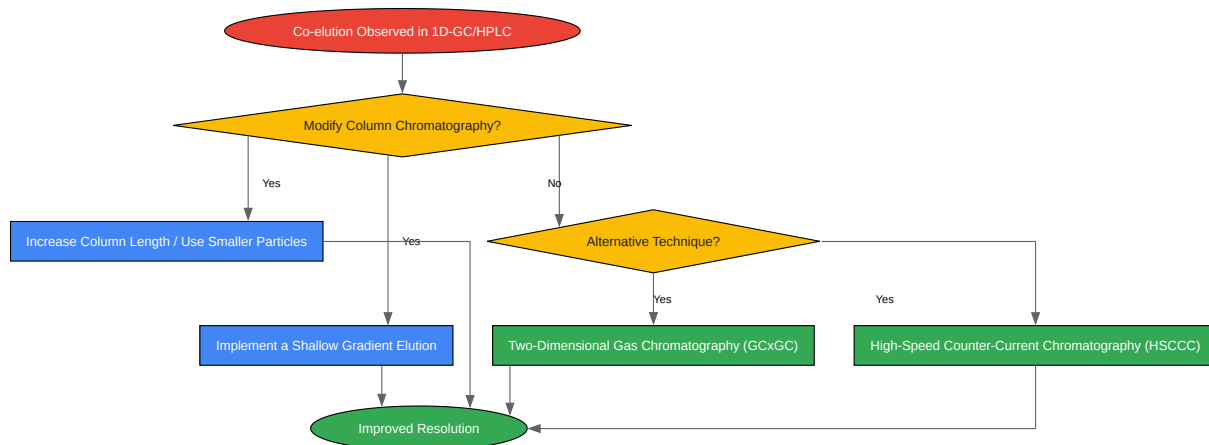 Co-elution Observed in 1D-GC/HPLC
Modify Column Chromatography?
Yes
No
Increase Column Length / Use Smaller Particles
Yes
Alternative Technique?
Yes
Yes
Implement a Shallow Gradient Elution
Two-Dimensional Gas Chromatography (GCxGC)
High-Speed Counter-Current Chromatography (HSCCC)
Improved Resolution